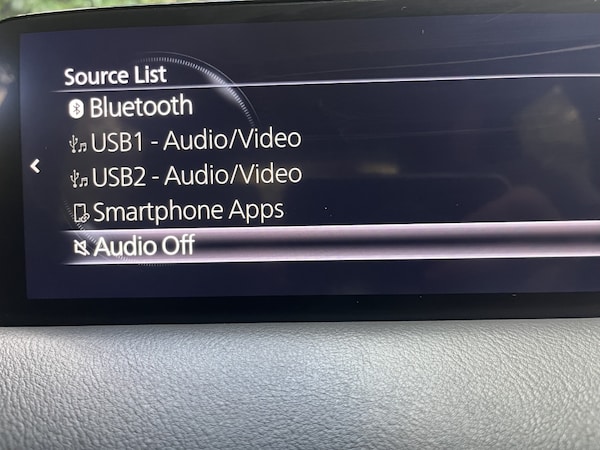 Source List
Bluetooth
USB1 - Audio/Video
USB2 - Audio/Video
Smartphone Apps
Audio Off